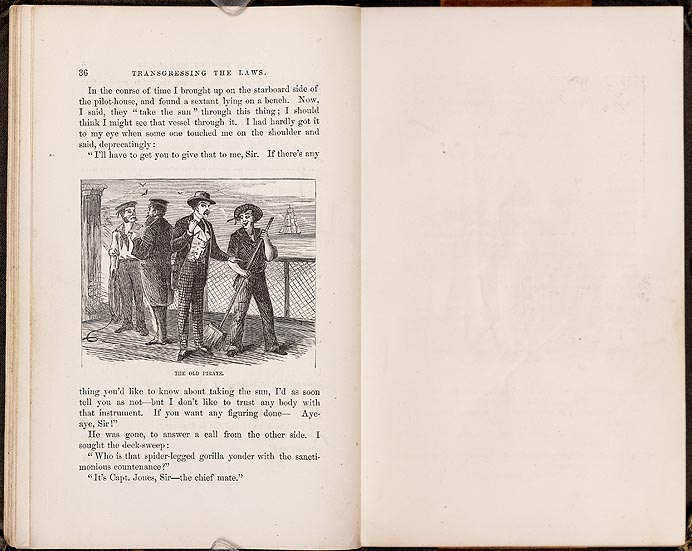 36
TRANSGRESSING THE LAWS.
In the course of time I brought up on the starboard side of
the pilot-house, and found a sextant lying on a bench. Now,
I said, they "take the sun" through this thing; I should
think I might see that vessel through it. I had hardly got it
to my eye when some one touched me on the shoulder and
said, deprecatingly:
"I'll have to get you to give that to me, Sir. If there's any
THE OLD PIRATE.
thing you'd like to know about taking the sun, I'd as soon
tell you as not—but I don't like to trust any body with
that instrument. If you want any figuring done— Aye-
aye, Sir!"
He was gone, to answer a call from the other side. I
sought the deck-sweep:
"Who is that spider-legged gorilla yonder with the sancti-
monious countenance?"
"It's Capt. Jones, Sir—the chief mate."